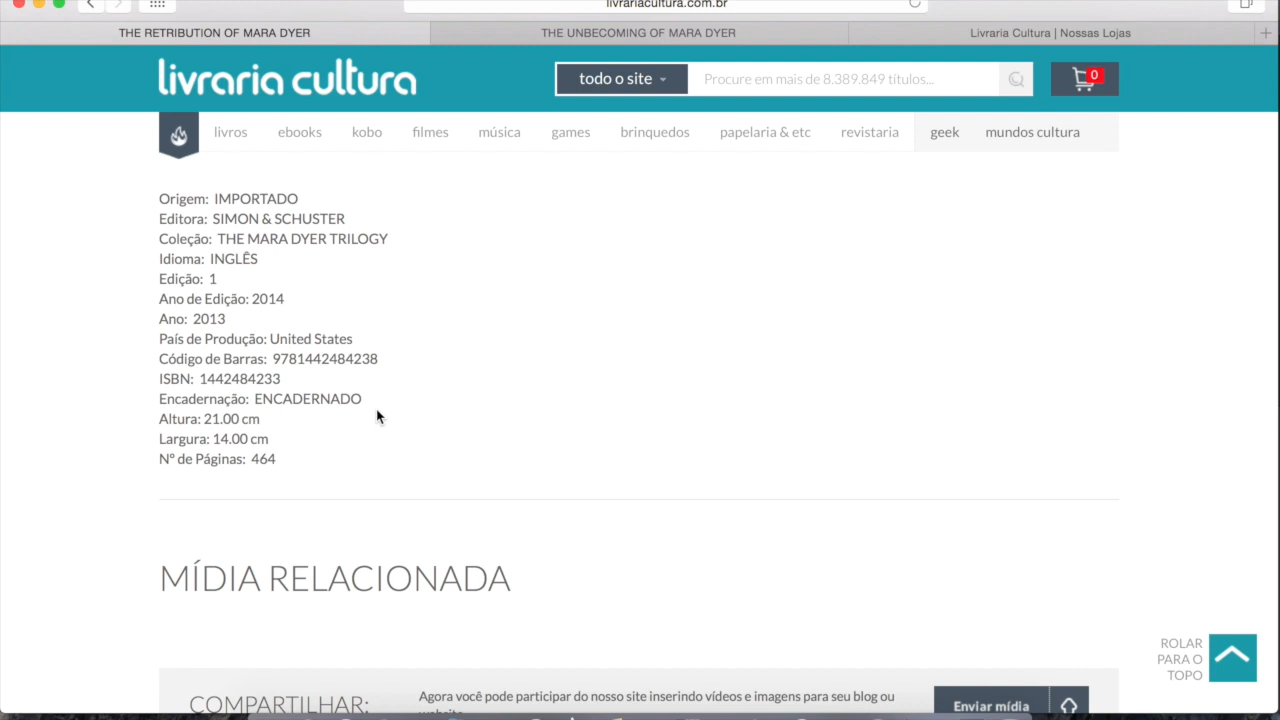 livrariacultura.com.br
THE RETRIBUTION OF MARA DYER
THE UNBECOMING OF MARA DYER
Livraria Cultura | Nossas Lojas
livraria cultura
todo o site
Procure em mais de 8.389.849 títulos...
0
livros
ebooks
kobo
filmes
música
games
brinquedos
papelaria & etc
revistaria
geek
mundos cultura
Origem: IMPORTADO
Editora: SIMON & SCHUSTER
Coleção: THE MARA DYER TRILOGY
Idioma: INGLÊS
Edição: 1
Ano de Edição: 2014
Ano: 2013
País de Produção: United States
Código de Barras: 9781442484238
ISBN: 1442484233
Encadernação: ENCADERNADO
Altura: 21.00 cm
Largura: 14.00 cm
Nº de Páginas: 464
MÍDIA RELACIONADA
ROLAR
PARA O
TOPO
COMPARTILHAR:
Agora você pode participar do nosso site inserindo vídeos e imagens para seu blog ou
website
Enviar mídia